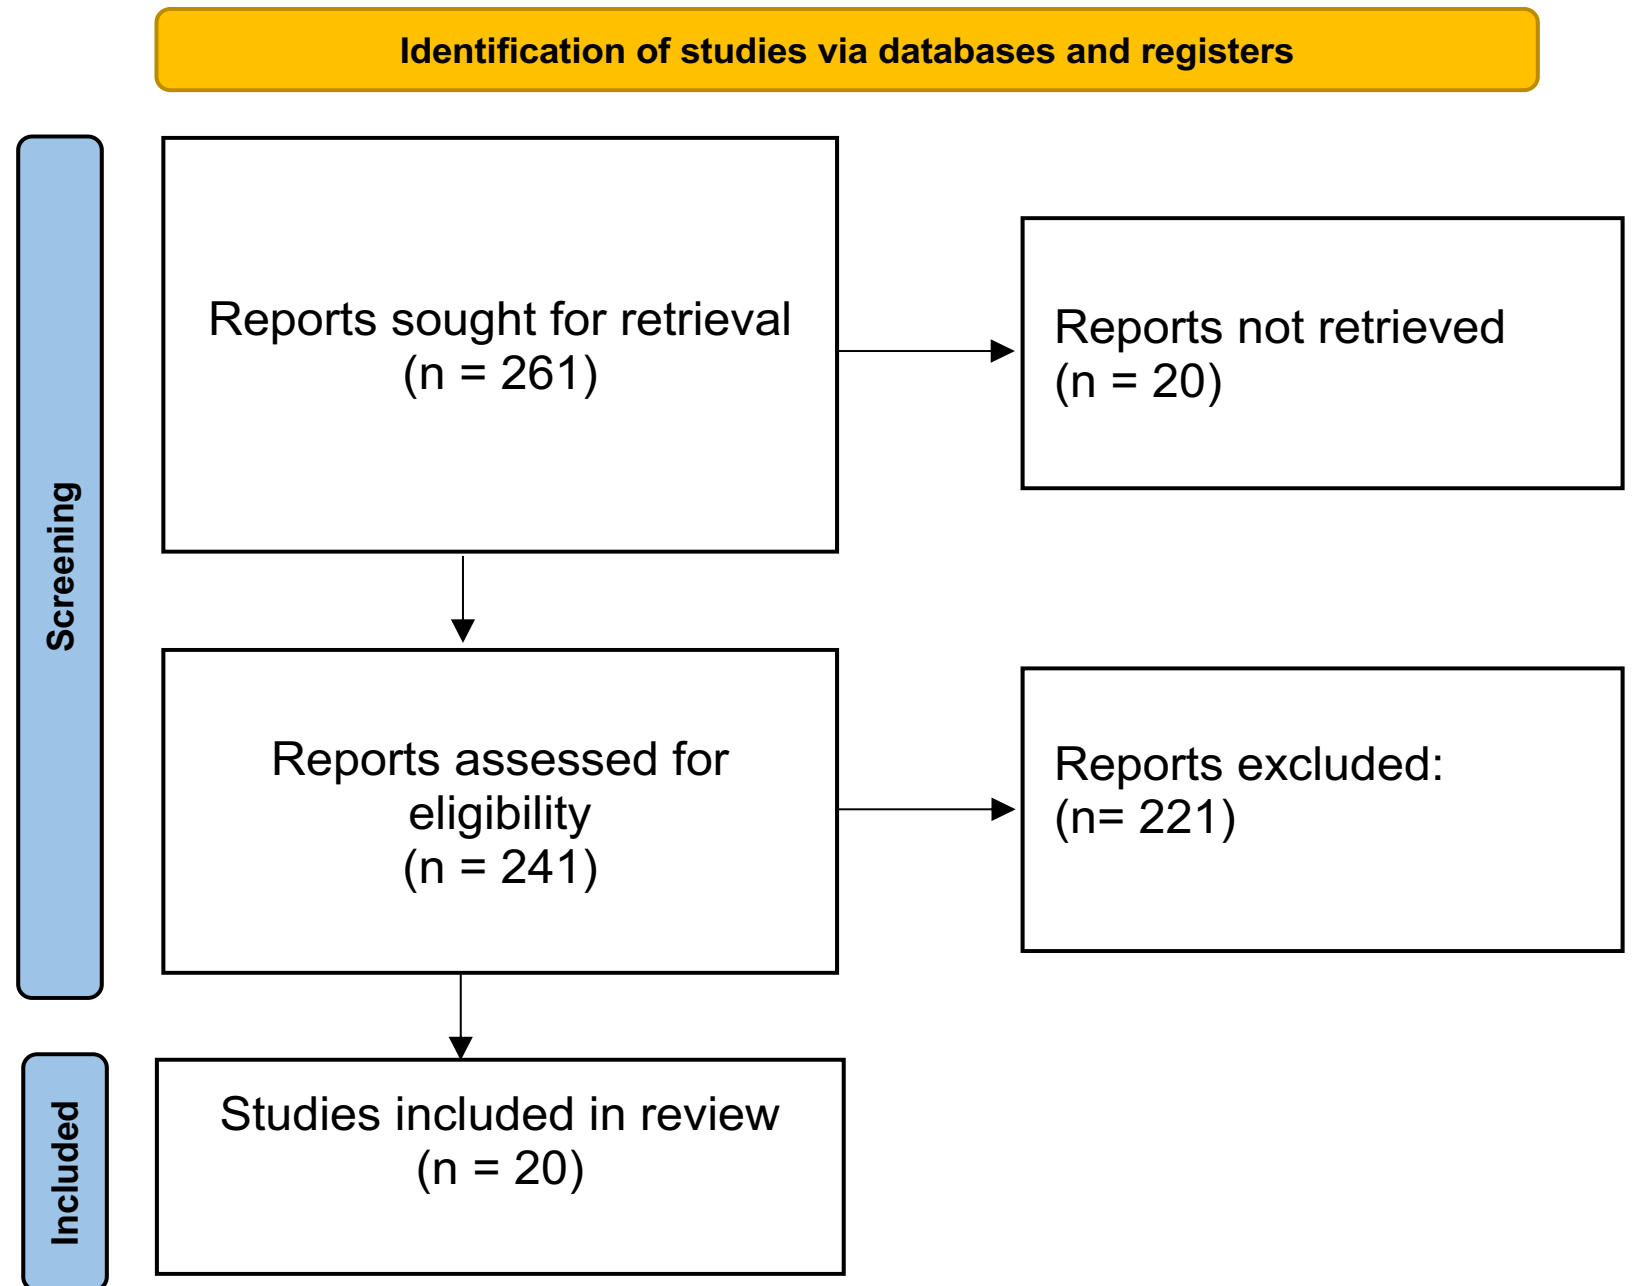 Identification of studies via databases and registers
Screening
Reports sought for retrieval
(n = 261)
Reports not retrieved
(n = 20)
Reports assessed for
eligibility
(n = 241)
Reports excluded:
(n= 221)
Included
Studies included in review
(n = 20)